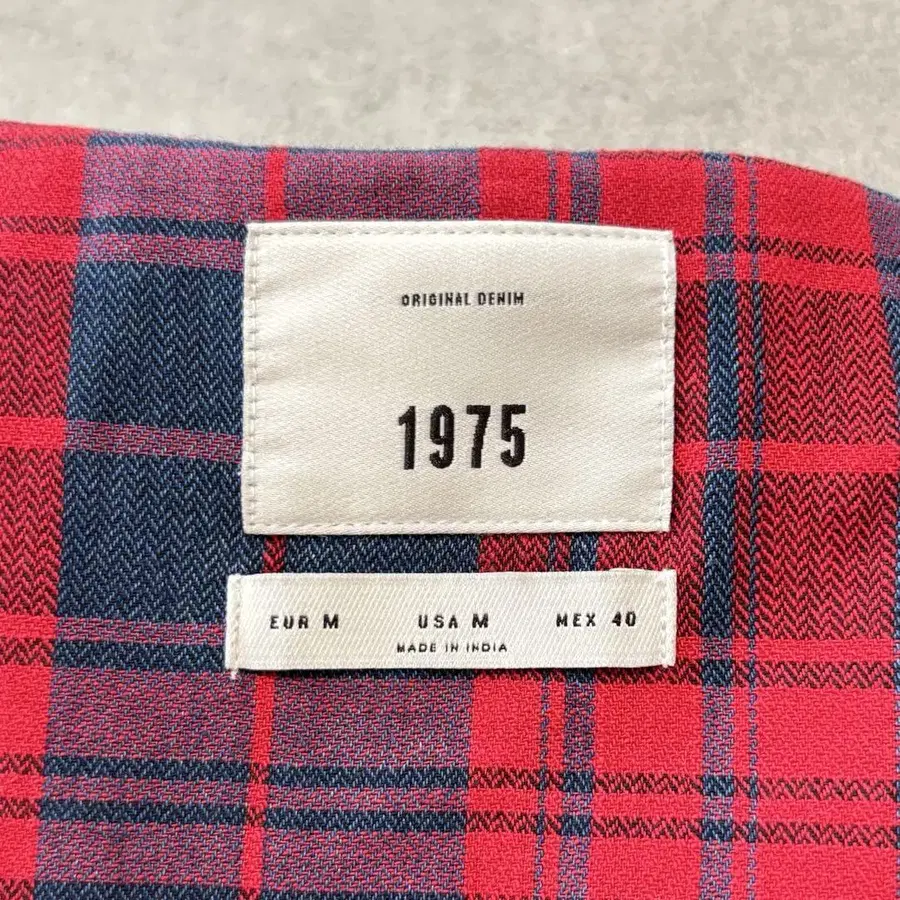 ORIGINAL DENIM
1975
EUR M USA M MEX 40
MADE IN INDIA